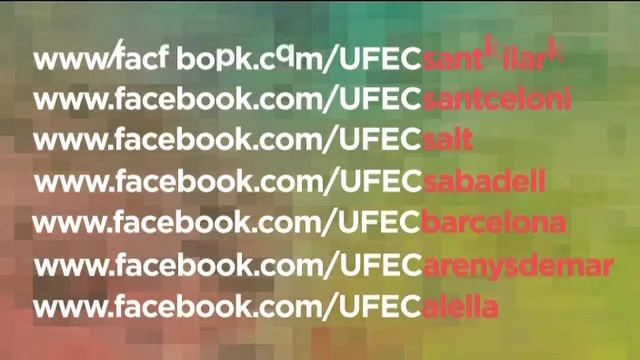 www.facebook.com/UFECsantceloni
www.facebook.com/UFECsalt
www.facebook.com/UFECsabadell
www.facebook.com/UFECbarcelona
www.facebook.com/UFECarenysdemar
www.facebook.com/UFECalella